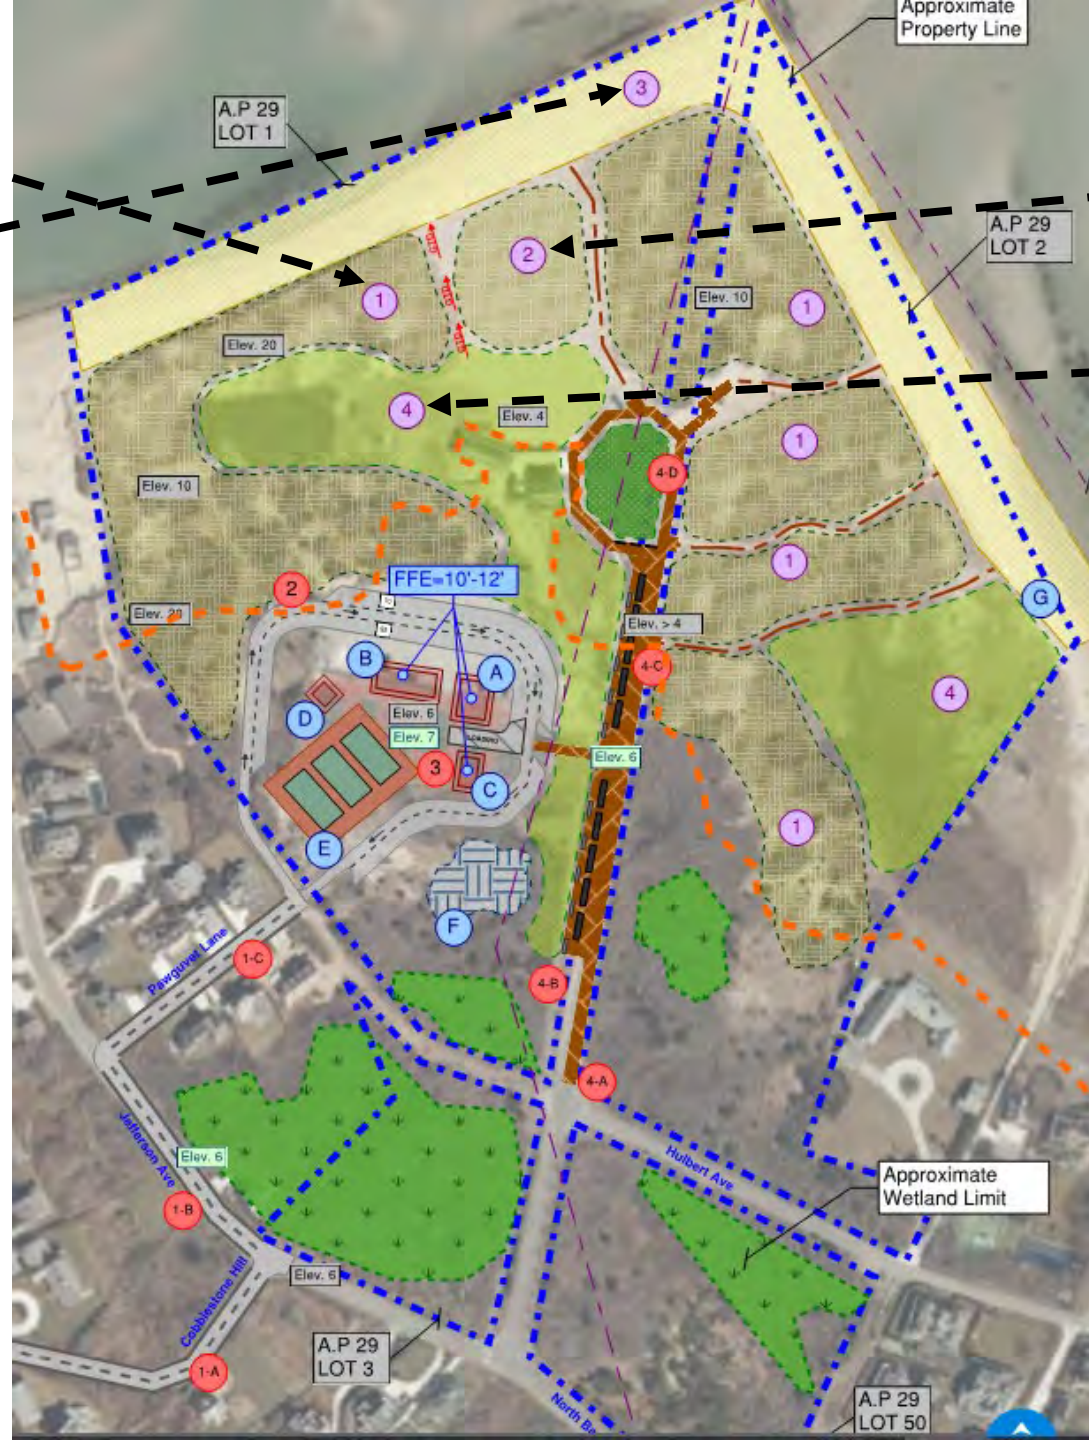 Approximate
Property Line
3
A.P 29
LOT 1
A.P 29
LOT 2
2
1
Elev. 10
1
Elev. 20
4
Elev. 4
1
4-D
Elev. 10
1
FFE=10'-12'
2
G
Elev. 20
Elev. > 4
B
4-C
A
4
D
Elev. 6
Elev. 7
LOADING
Elev. 6
3
C
1
E
F
Pawguvet Lane
1-C
4-B
4-A
Jefferson Ave
Elev. 6
Hulbert Ave
Approximate
Wetland Limit
1-B
Elev. 6
Cobblestone Hill
A.P 29
LOT 3
1-A
North
A.P 29
LOT 50